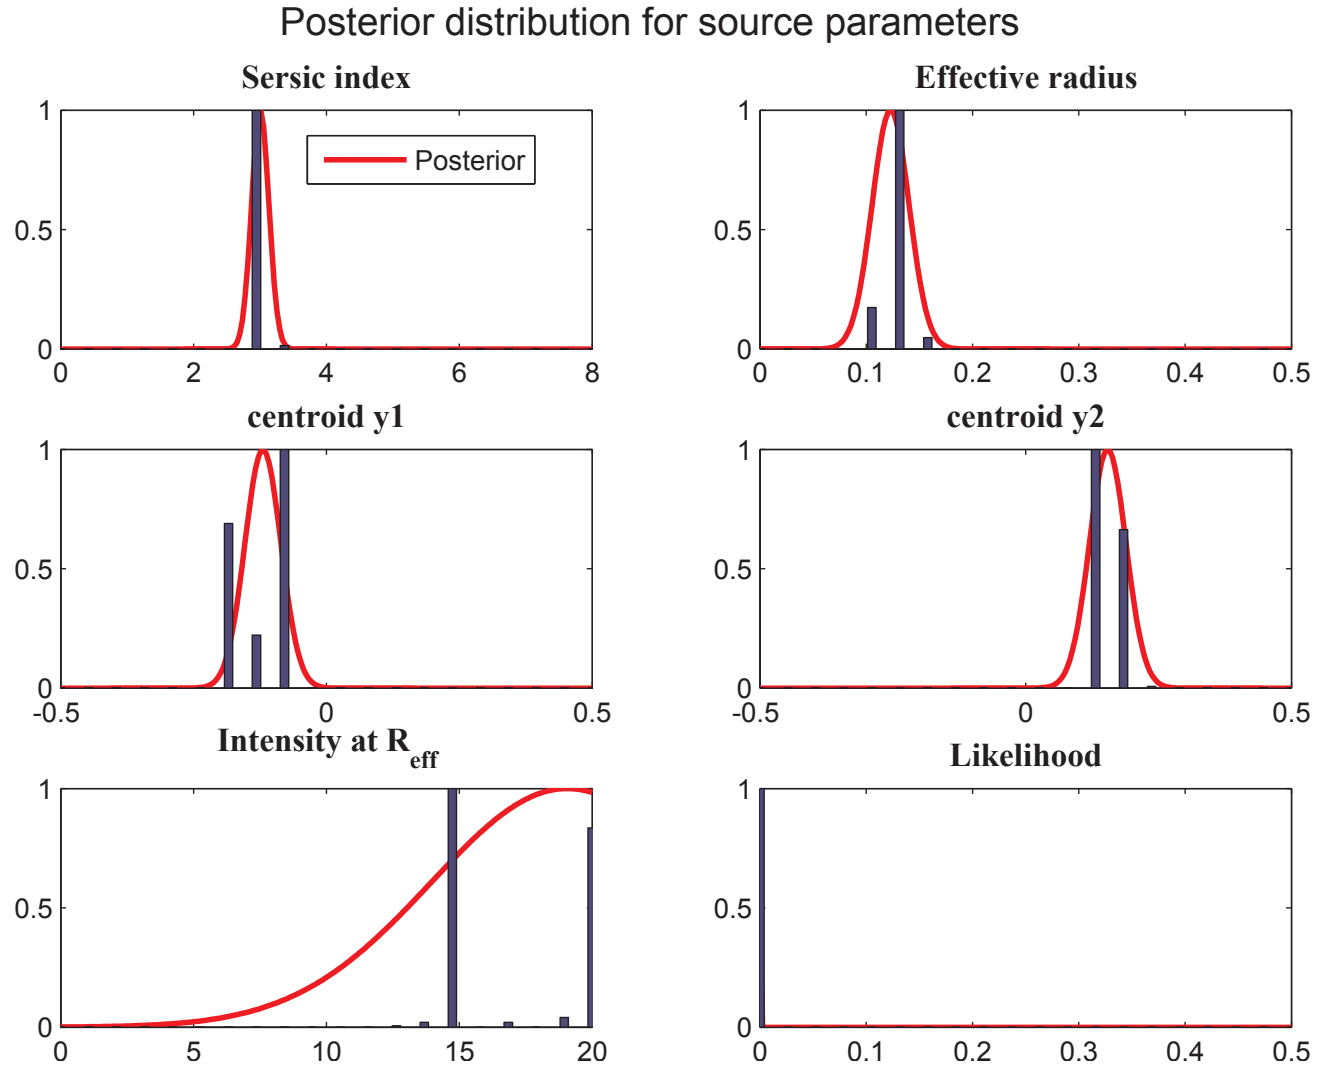 Posterior distribution for source parameters
Sersic index
Effective radius
1
0.5
0
0 2 4 6 8
Posterior
1
0.5
0
0 0.1 0.2 0.3 0.4 0.5
centroid y1
centroid y2
1
0.5
0
-0.5 0 0.5
1
0.5
0
-0.5 0 0.5
Intensity at R_eff
Likelihood
1
0.5
0
0 5 10 15 20
1
0.5
0
0 0.1 0.2 0.3 0.4 0.5